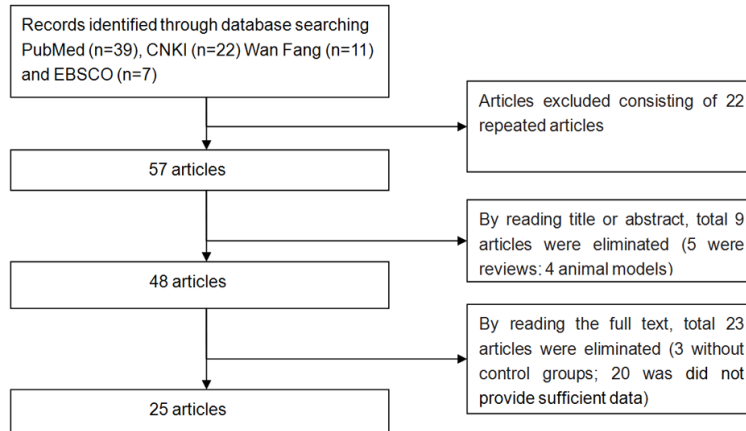 Records identified through database searching
PubMed (n=39), CNKI (n=22) Wan Fang (n=11)
and EBSCO (n=7)
Articles excluded consisting of 22
repeated articles
57 articles
By reading title or abstract, total 9
articles were eliminated (5 were
reviews; 4 animal models)
48 articles
By reading the full text, total 23
articles were eliminated (3 without
control groups; 20 was did not
provide sufficient data)
25 articles